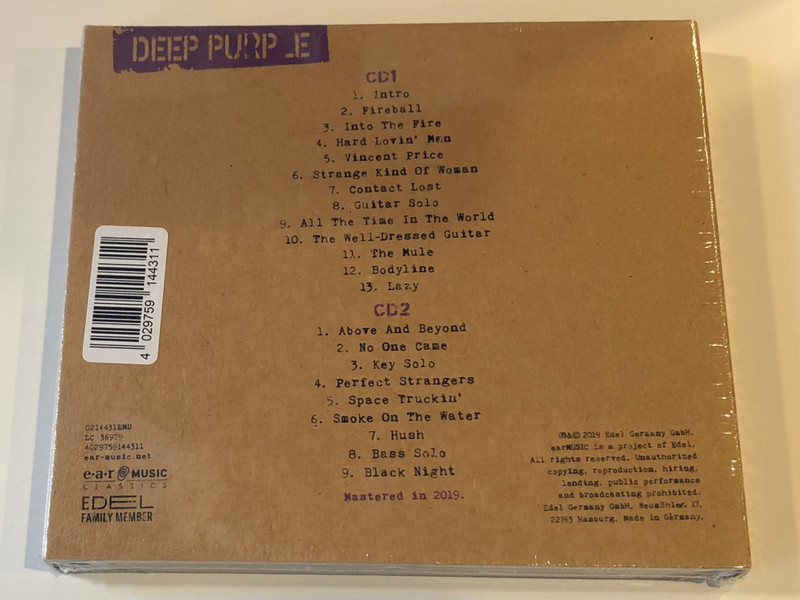 DEEP PURPLE
CD1
1. Intro
2. Fireball
3. Into The Fire
4. Hard Lovin' Man
5. Vincent Price
6. Strange Kind Of Woman
7. Contact Lost
8. Guitar Solo
9. All The Time In The World
10. The Well-Dressed Guitar
11. The Mule
12. Bodyline
13. Lazy
CD2
1. Above And Beyond
2. No One Came
3. Key Solo
4. Perfect Strangers
5. Space Truckin'
6. Smoke On The Water
7. Hush
8. Bass Solo
9. Black Night
Mastered in 2019.
4 029759 144311
0214431EMU
LC 36979
4029759144311
ear-music.net
e·a·r MUSIC
CLASSICS
EDEL
FAMILY MEMBER
℗&© 2019 Edel Germany GmbH.
earMUSIC is a project of Edel.
All rights reserved. Unauthorized
copying, reproduction, hiring,
lending, public performance
and broadcasting prohibited.
Edel Germany GmbH, Neumühlen 17,
22763 Hamburg. Made in Germany.